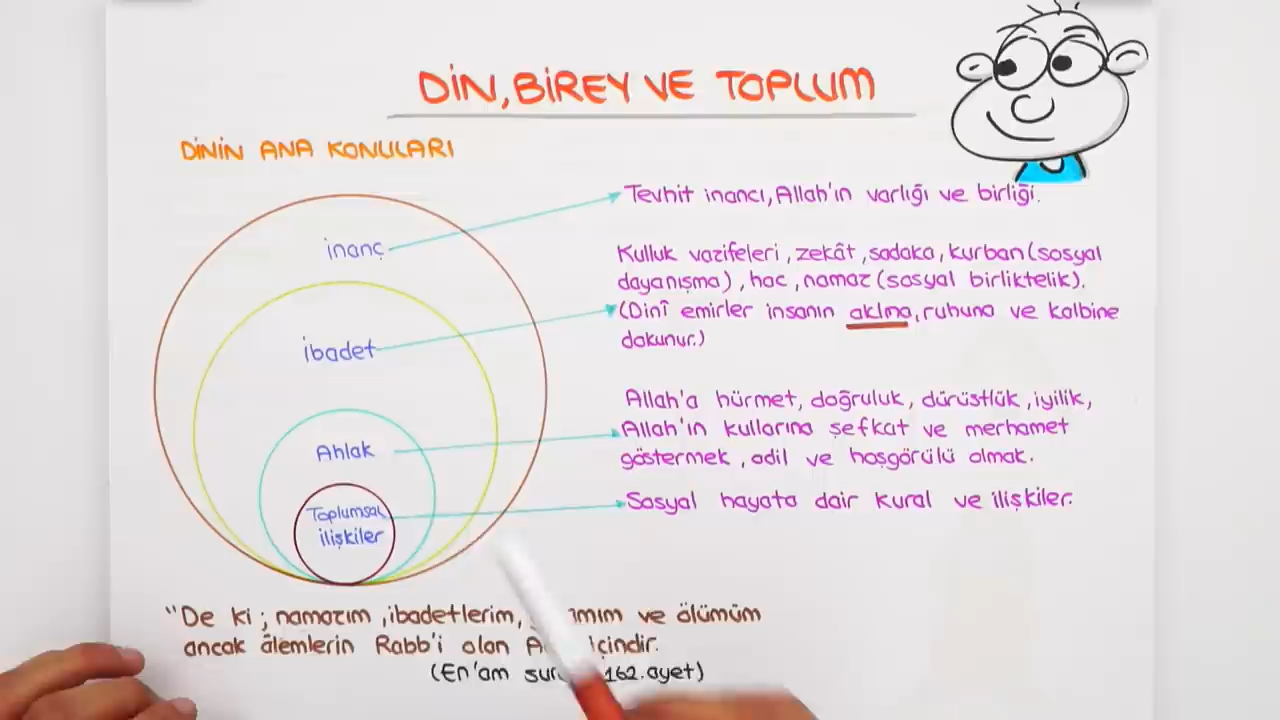 DİN, BİREY VE TOPLUM
DİNİN ANA KONULARI
inanç
ibadet
Ahlak
Toplumsal
ilişkiler
Tevhit inancı, Allah'ın varlığı ve birliği.
Kulluk vazifeleri, zekât, sadaka, kurban (sosyal
dayanışma), hac, namaz (sosyal birliktelik).
(Dinî emirler insanın aklına, ruhuna ve kalbine
dokunur.)
Allah'a hürmet, doğruluk, dürüstlük, iyilik,
Allah'ın kullarına şefkat ve merhamet
göstermek, adil ve hoşgörülü olmak.
Sosyal hayata dair kural ve ilişkiler.
"De ki; namazım, ibadetlerim, ve ölümüm
ancak âlemlerin Rabb'i olan içindir.
(En'am 162. ayet)